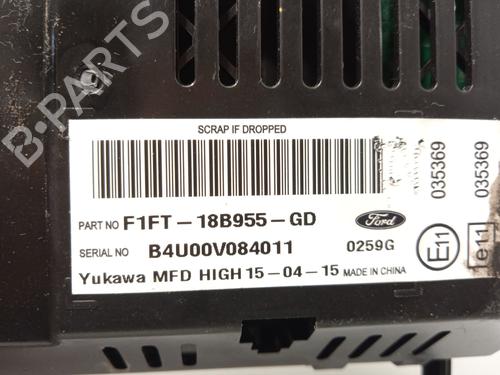 B-PARTS
SCRAP IF DROPPED
PART NO F1FT-18B955-GD
Ford
SERIAL NO B4U00V084011 0259G
Yukawa MFD HIGH 15-04-15 MADE IN CHINA
035369
E11
035369
e11